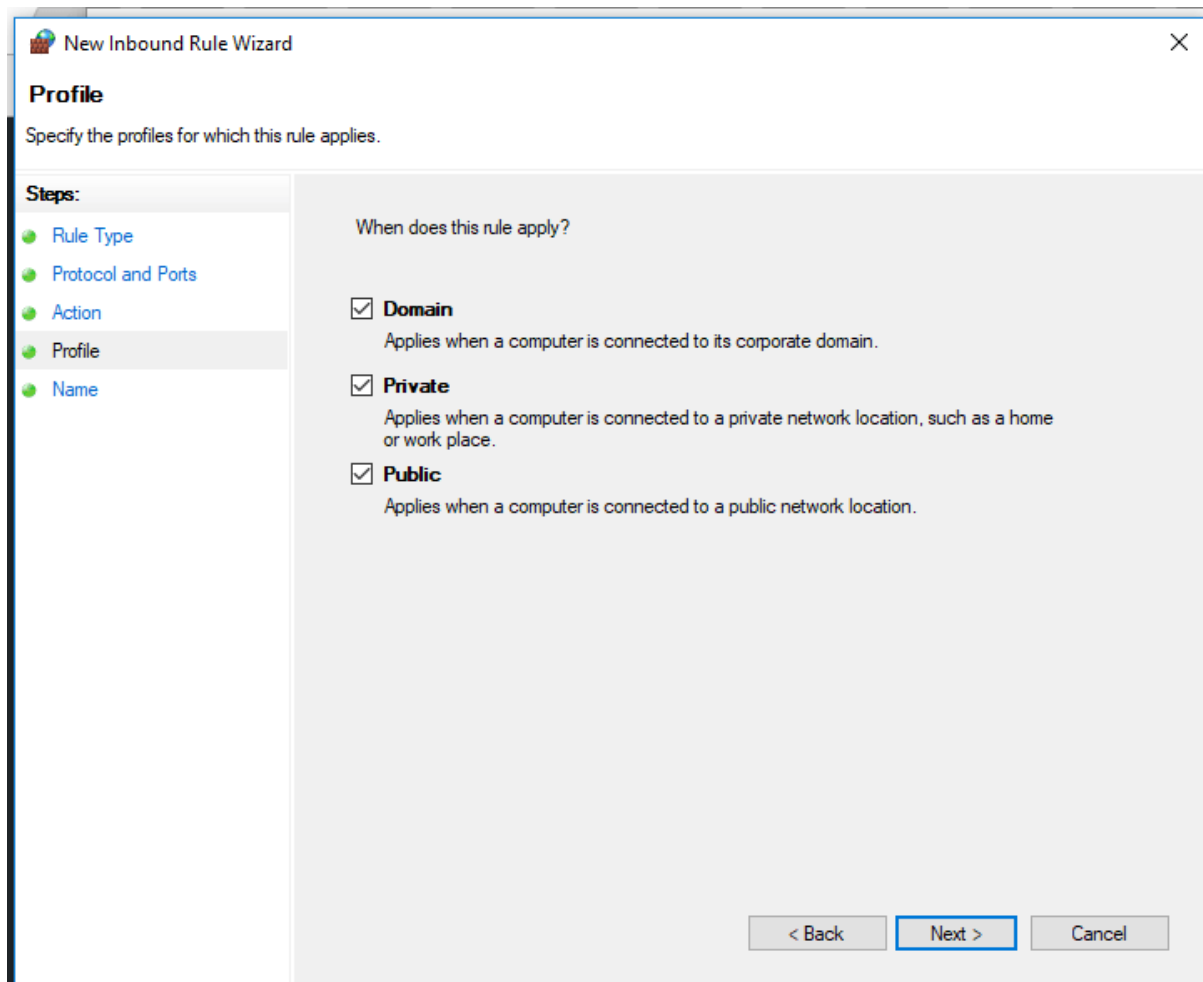 New Inbound Rule Wizard
Profile
Specify the profiles for which this rule applies.
Steps:
Rule Type
Protocol and Ports
Action
Profile
Name
When does this rule apply?
Domain
Applies when a computer is connected to its corporate domain.
Private
Applies when a computer is connected to a private network location, such as a home
or work place.
Public
Applies when a computer is connected to a public network location.
< Back
Next >
Cancel